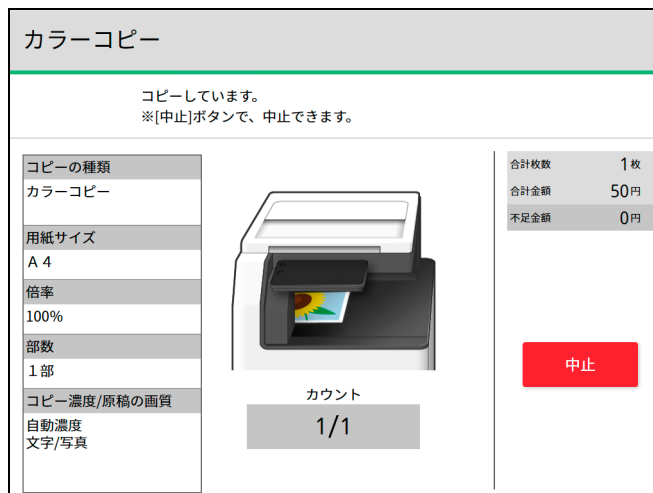 カラーコピー
コピーしています。
※[中止]ボタンで、中止できます。
コピーの種類
カラーコピー
用紙サイズ
A 4
倍率
100%
部数
1部
コピー濃度/原稿の画質
自動濃度
文字/写真
カウント
1/1
合計枚数 1枚
合計金額 50円
不足金額 0円
中止